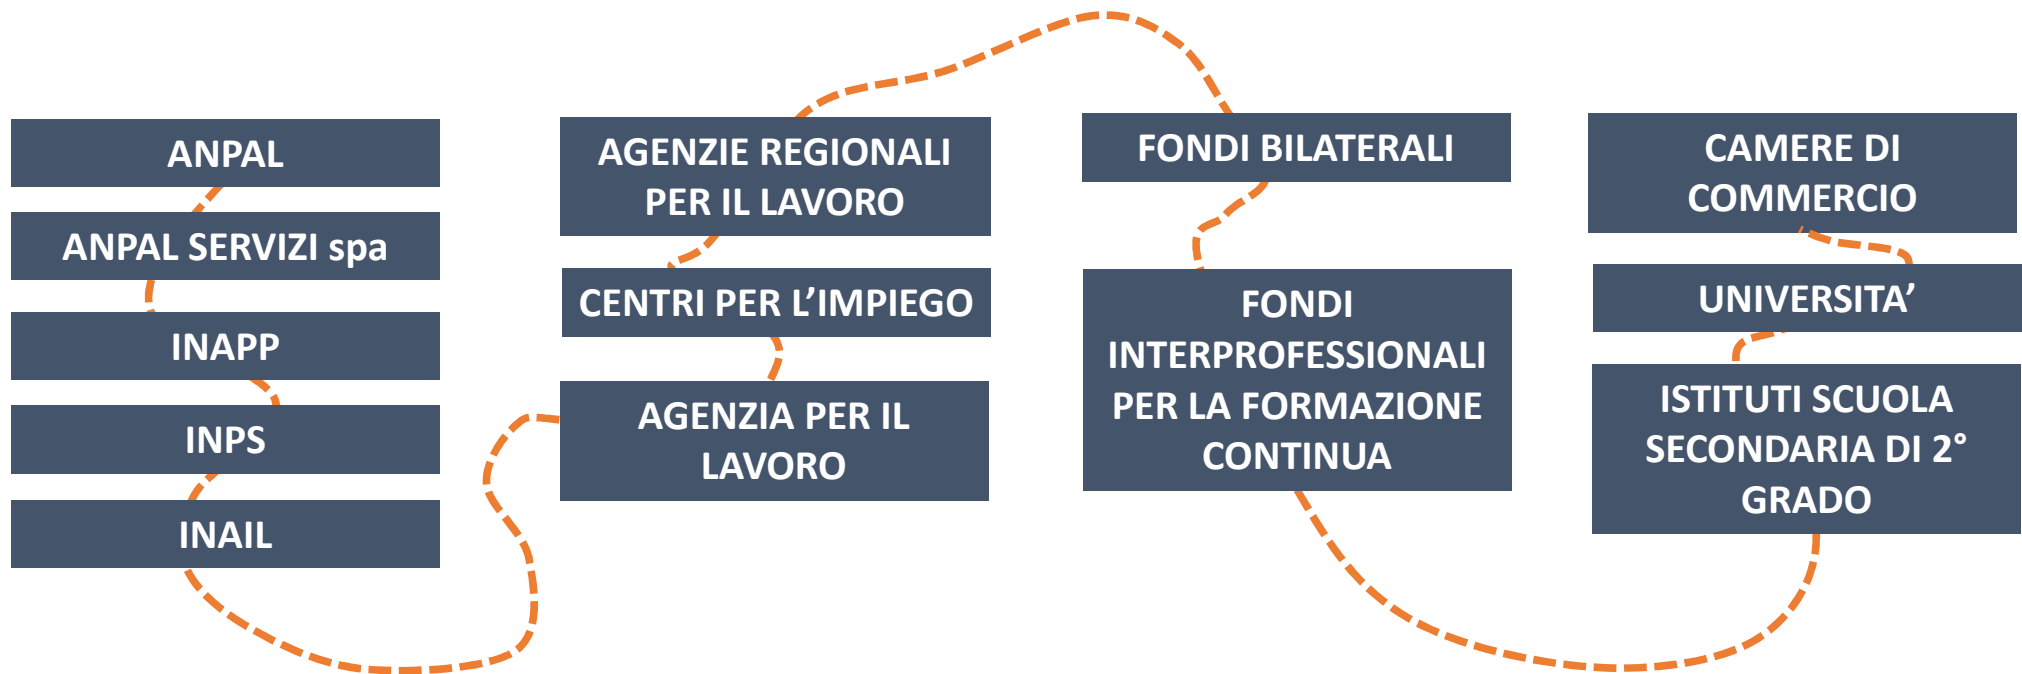 ANPAL
ANPAL SERVIZI spa
INAPP
INPS
INAIL
AGENZIE REGIONALI
PER IL LAVORO
CENTRI PER L’IMPIEGO
AGENZIA PER IL
LAVORO
FONDI BILATERALI
FONDI
INTERPROFESSIONALI
PER LA FORMAZIONE
CONTINUA
CAMERE DI
COMMERCIO
UNIVERSITA’
ISTITUTI SCUOLA
SECONDARIA DI 2°
GRADO